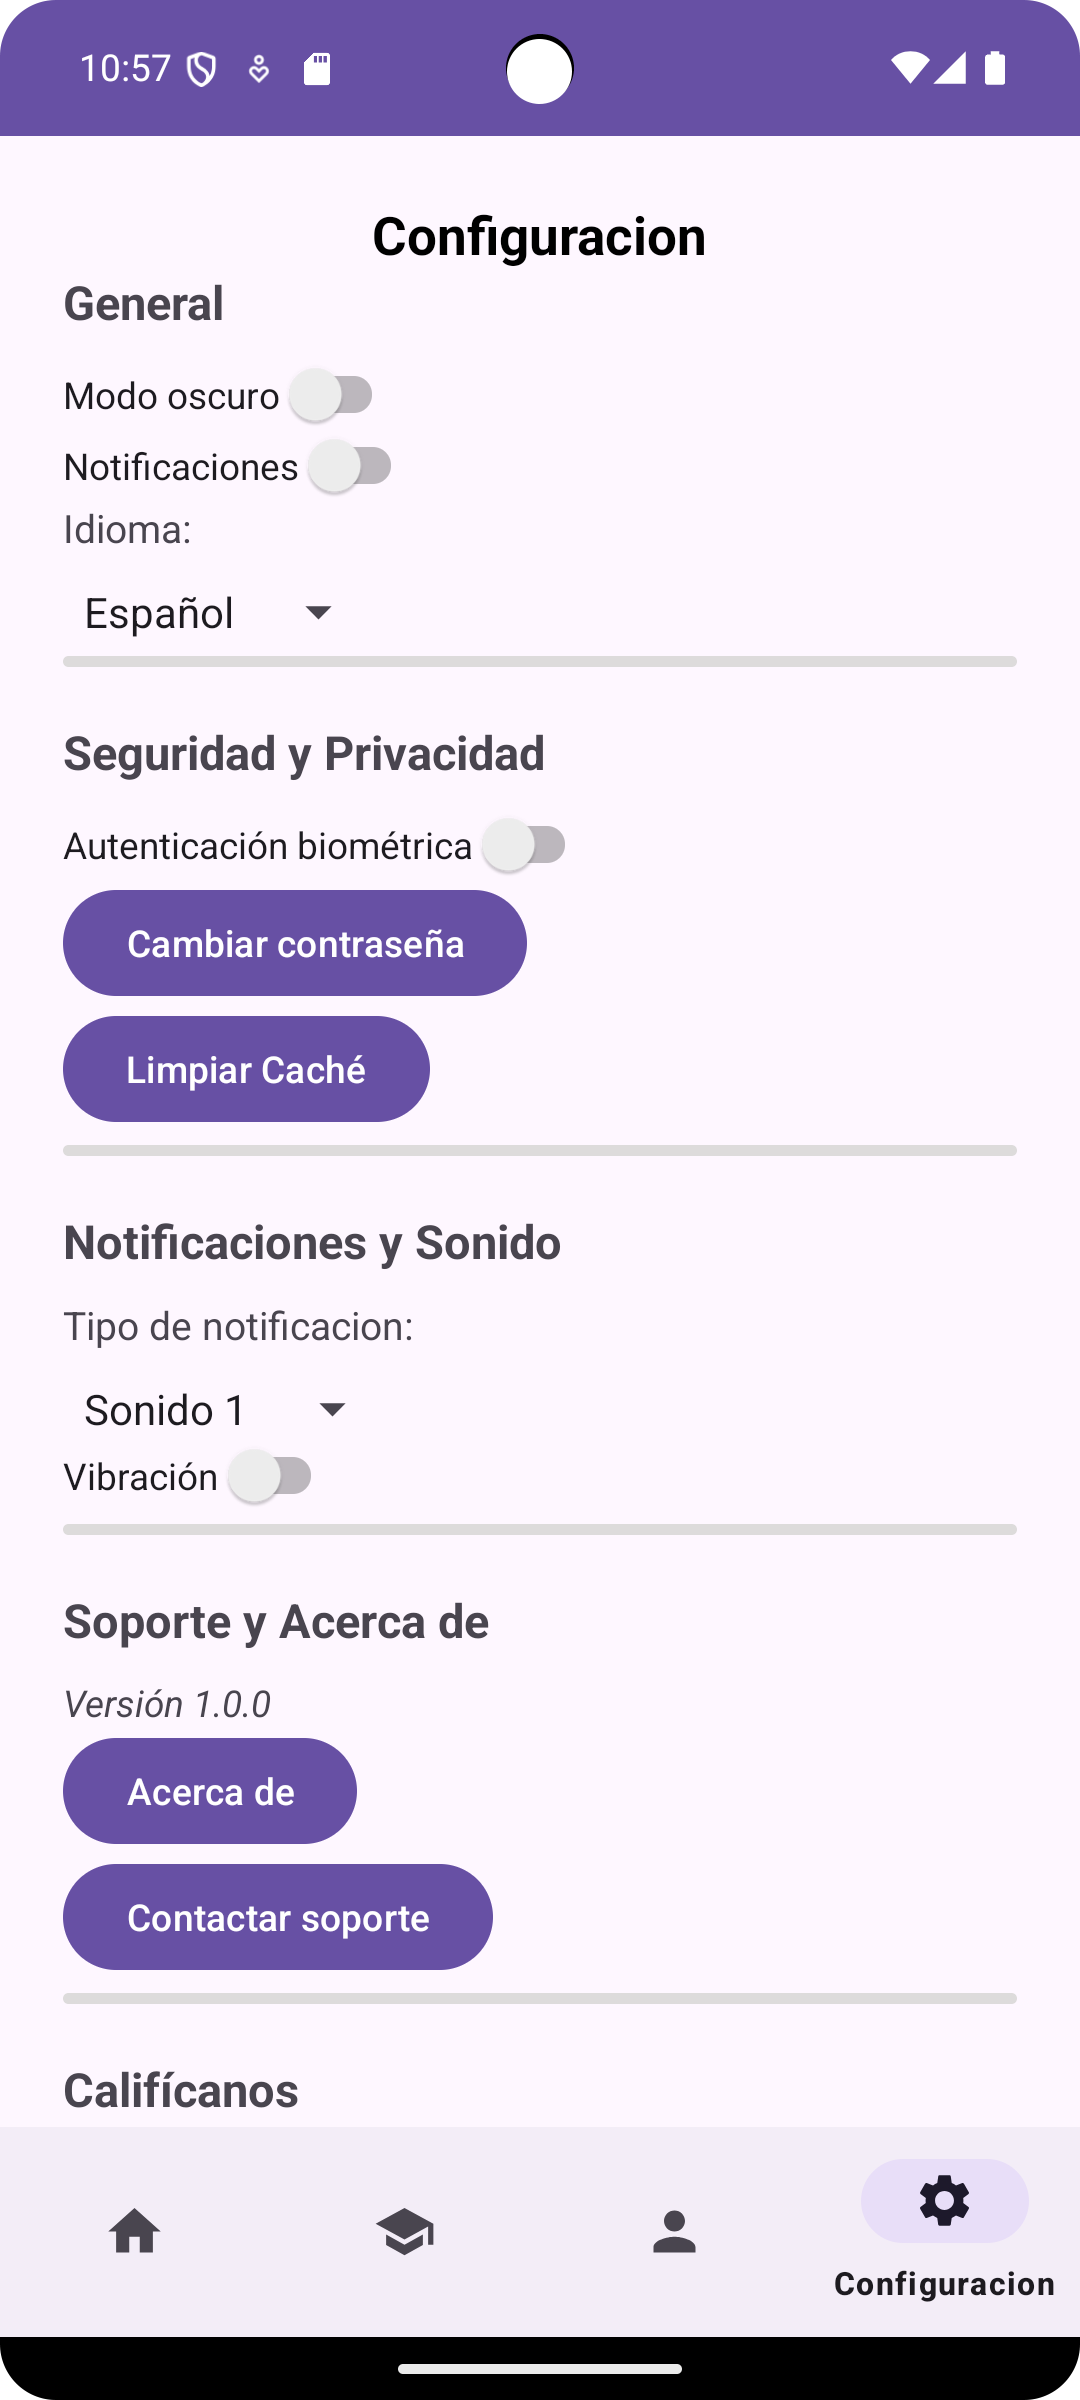 10:57
Configuracion
General
Modo oscuro
Notificaciones
Idioma:
Español
Seguridad y Privacidad
Autenticación biométrica
Cambiar contraseña
Limpiar Caché
Notificaciones y Sonido
Tipo de notificacion:
Sonido 1
Vibración
Soporte y Acerca de
Versión 1.0.0
Acerca de
Contactar soporte
Califícanos
Configuracion